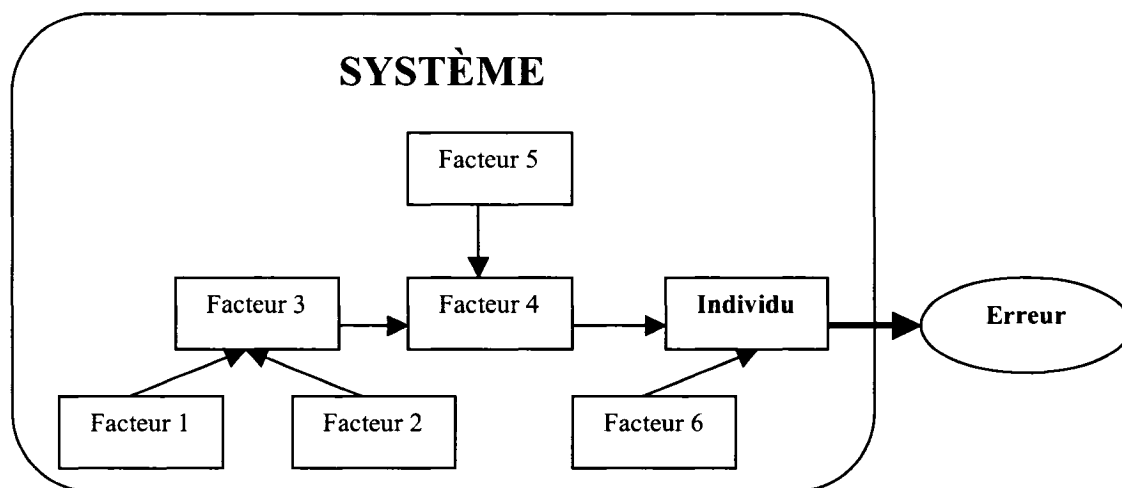 SYSTÈME
Facteur 5
Facteur 3
Facteur 4
Individu
Erreur
Facteur 1
Facteur 2
Facteur 6